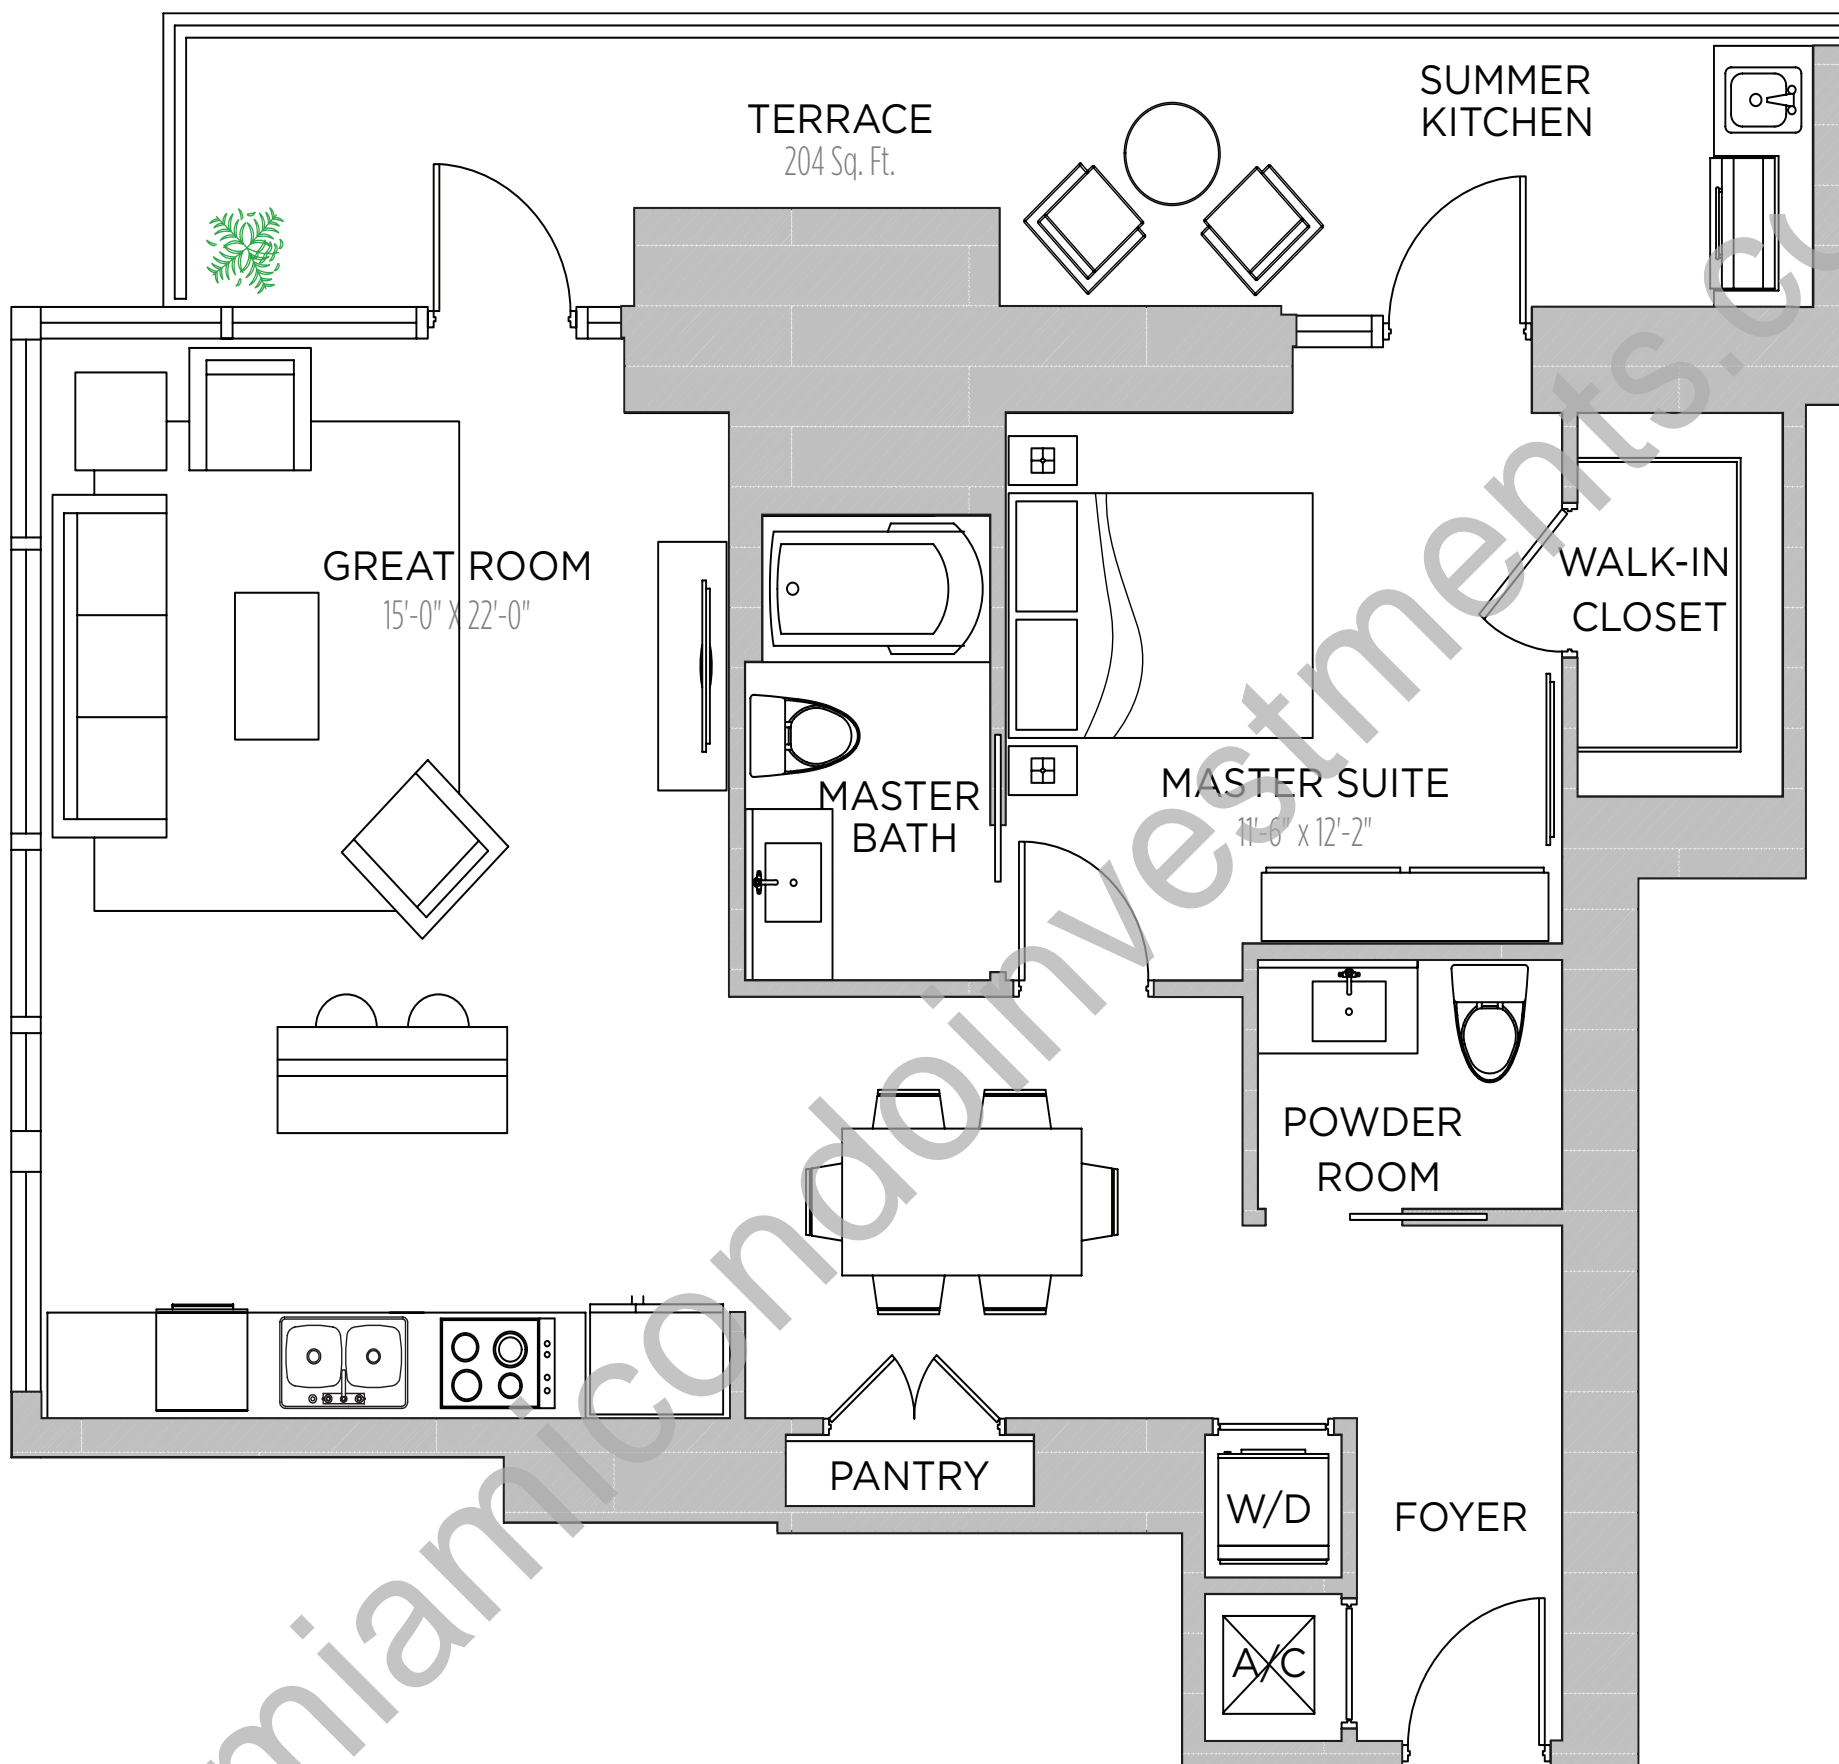 SUMMER
KITCHEN
TERRACE
204 Sq. Ft.
GREAT ROOM
15'-0" X 22'-0"
WALK-IN
CLOSET
MASTER SUITE
11'-6" x 12'-2"
MASTER
BATH
POWDER
ROOM
PANTRY
W/D
FOYER
A/C
miamicondoinvestments.co